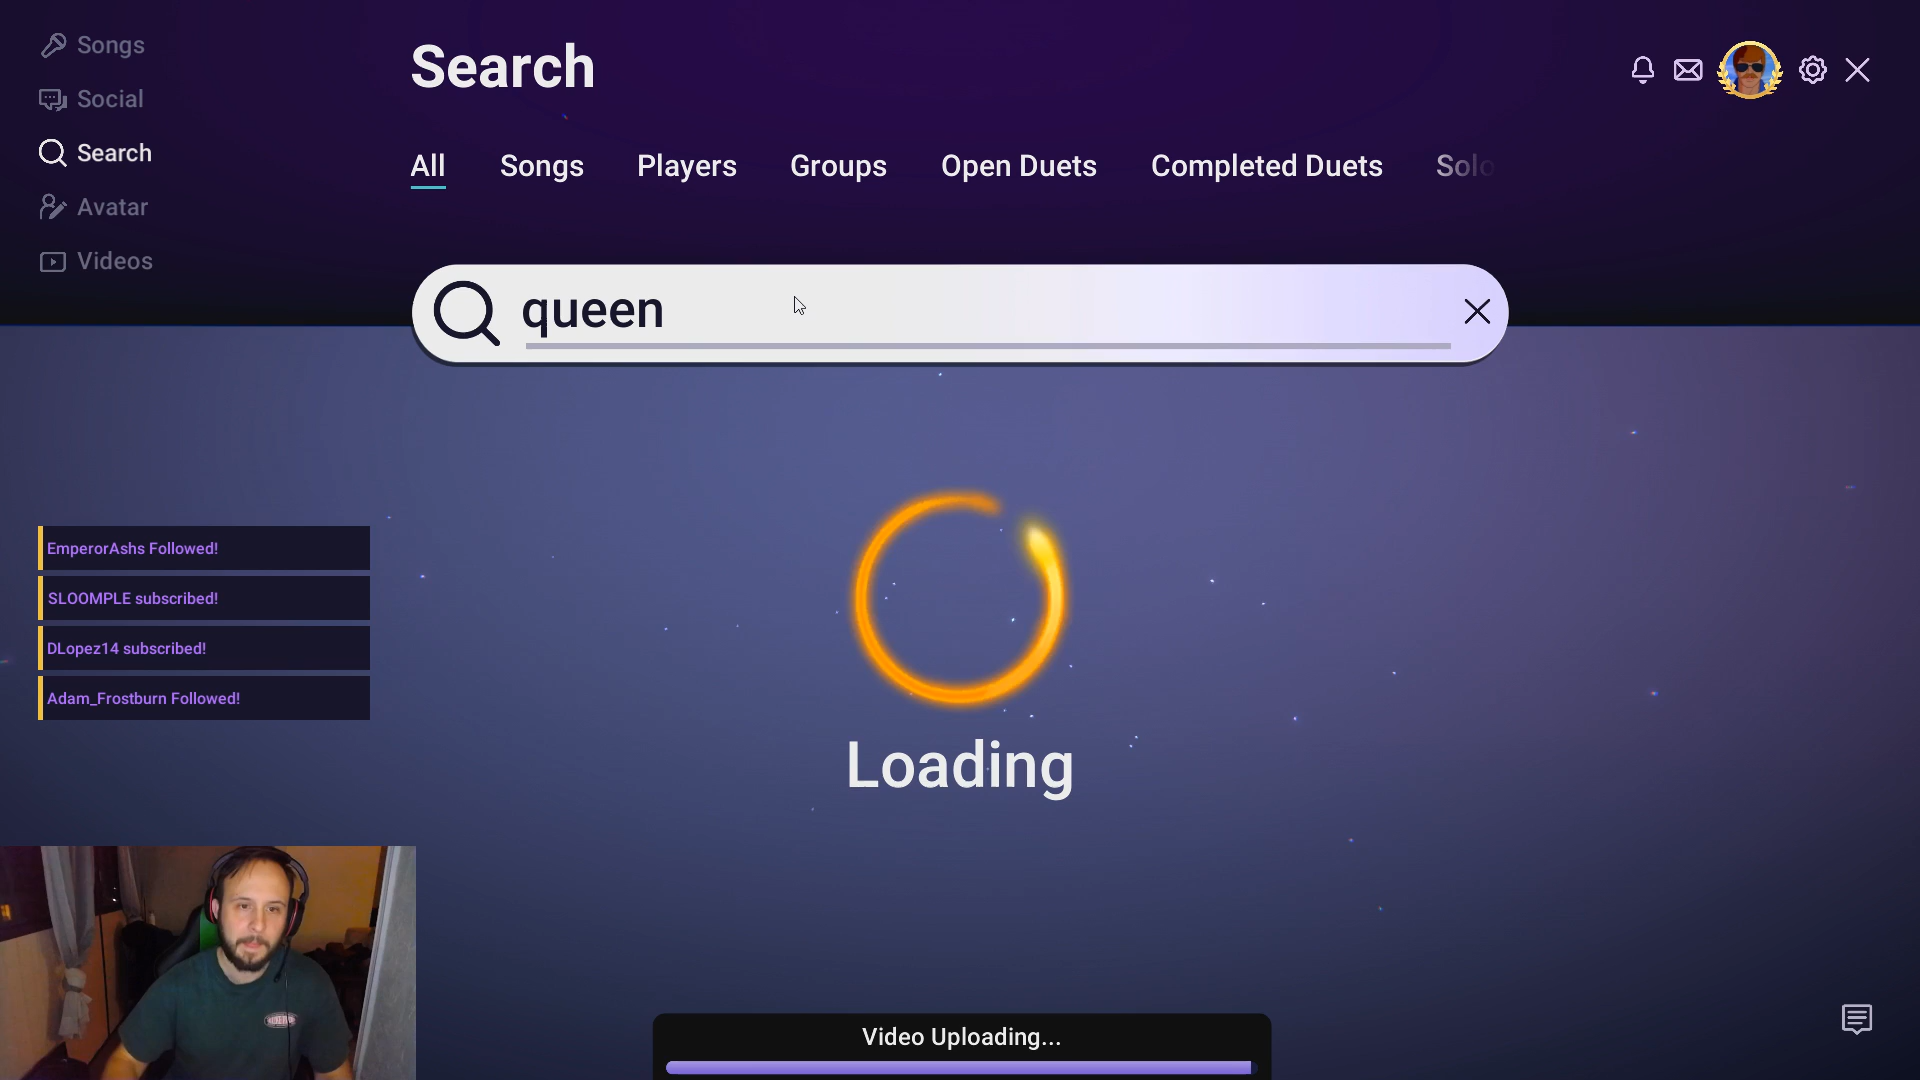 Songs
Social
Search
Avatar
Videos
Search
All Songs Players Groups Open Duets Completed Duets Solo
queen
EmperorAshs Followed!
SLOOMPLE subscribed!
DLopez14 subscribed!
Adam_Frostburn Followed!
Loading
Video Uploading...